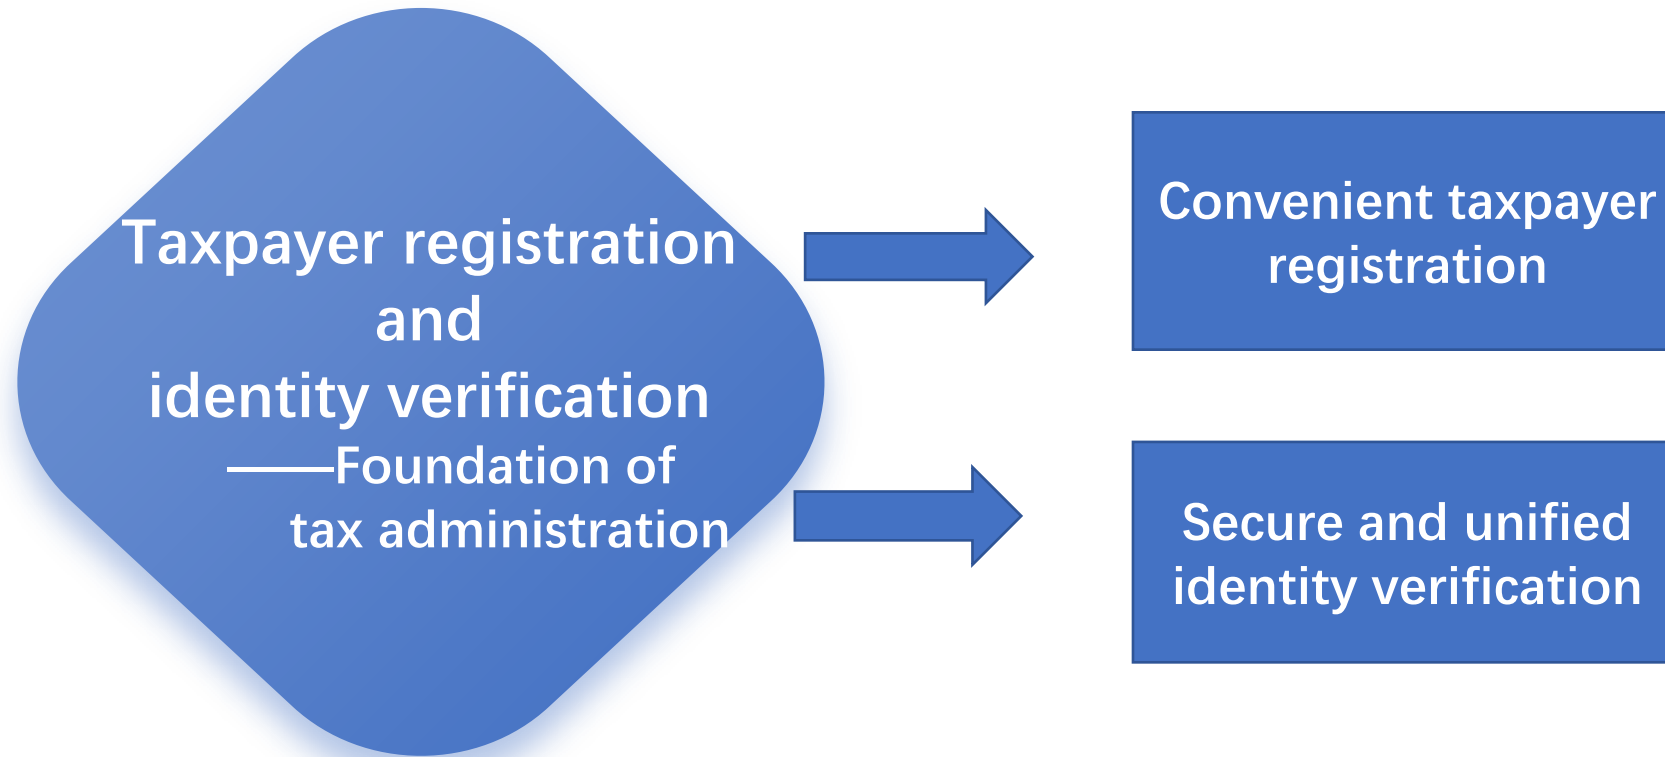 Taxpayer registration
and
identity verification
——Foundation of
tax administration
Convenient taxpayer
registration
Secure and unified
identity verification